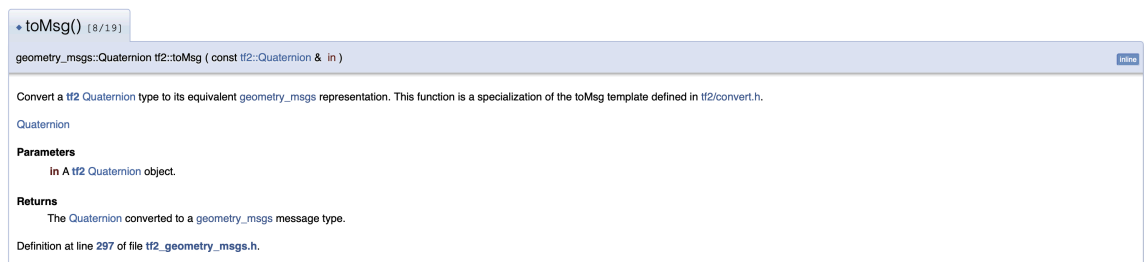 ◆ toMsg() [8/19]
geometry_msgs::Quaternion tf2::toMsg ( const tf2::Quaternion & in ) inline
Convert a tf2 Quaternion type to its equivalent geometry_msgs representation. This function is a specialization of the toMsg template defined in tf2/convert.h.
Quaternion
Parameters
in A tf2 Quaternion object.
Returns
The Quaternion converted to a geometry_msgs message type.
Definition at line 297 of file tf2_geometry_msgs.h.